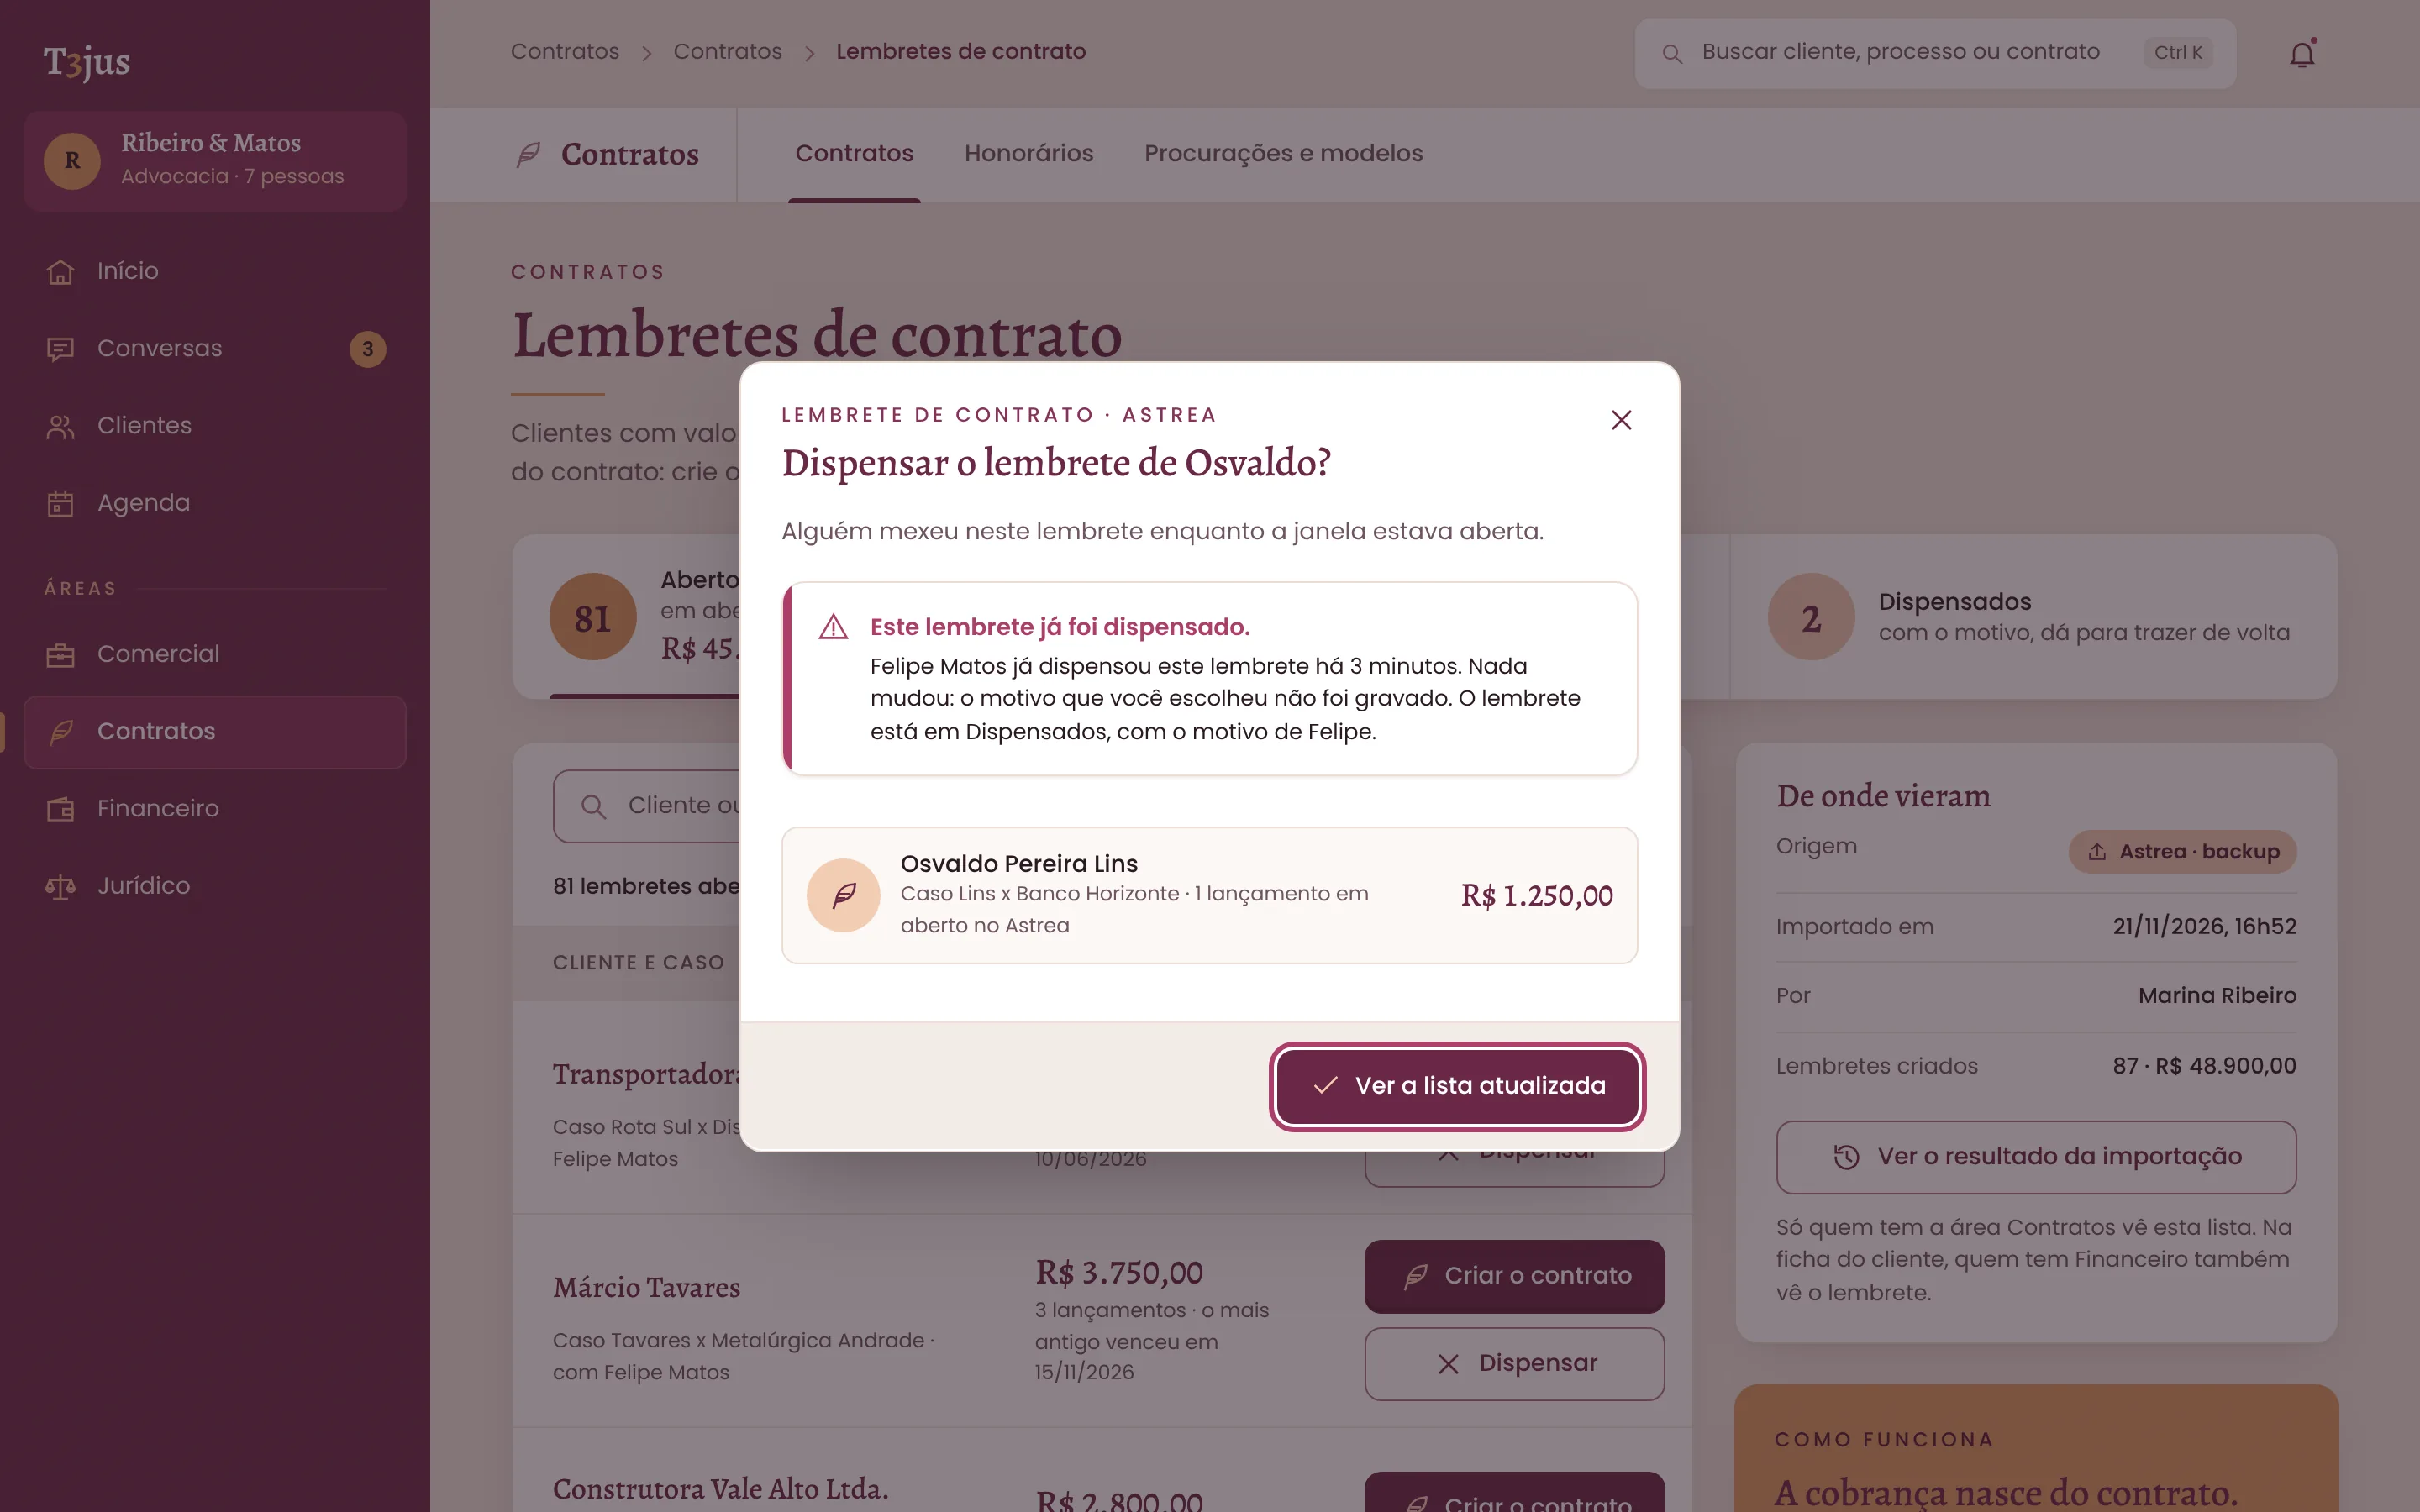 T3jus
R
Ribeiro & Matos
Advocacia · 7 pessoas
Início
Conversas
3
Clientes
Agenda
ÁREAS
Comercial
Contratos
Financeiro
Jurídico
Contratos
Contratos
Lembretes de contrato
Buscar cliente, processo ou contrato
Ctrl K
Contratos
Contratos
Honorários
Procurações e modelos
CONTRATOS
Lembretes de contrato
Clientes com
do contrato: crie
81
em
R$ 45.
2
Dispensados
com o motivo, dá para trazer de volta
Cliente
81 lembretes
CLIENTE E CASO
Caso Rota Sul x
Felipe Matos
10/06/2026
Dispensar
Márcio Tavares
Caso Tavares x Metalúrgica Andrade ·
com Felipe Matos
R$ 3.750,00
3 lançamentos · o mais
antigo venceu em
15/11/2026
Criar o contrato
Dispensar
Construtora Vale Alto Ltda.
R$ 2.800,00
Criar o contrato
LEMBRETE DE CONTRATO · ASTREA
Dispensar o lembrete de Osvaldo?
Alguém mexeu neste lembrete enquanto a janela estava aberta.
Este lembrete já foi dispensado.
Felipe Matos já dispensou este lembrete há 3 minutos. Nada
mudou: o motivo que você escolheu não foi gravado. O lembrete
está em Dispensados, com o motivo de Felipe.
Osvaldo Pereira Lins
Caso Lins x Banco Horizonte · 1 lançamento em
aberto no Astrea
R$ 1.250,00
Ver a lista atualizada
De onde vieram
Origem
Astrea · backup
Importado em
21/11/2026, 16h52
Por
Marina Ribeiro
Lembretes criados
87 · R$ 48.900,00
Ver o resultado da importação
Só quem tem a área Contratos vê esta lista. Na
ficha do cliente, quem tem Financeiro também
vê o lembrete.
COMO FUNCIONA
A cobrança nasce do contrato.